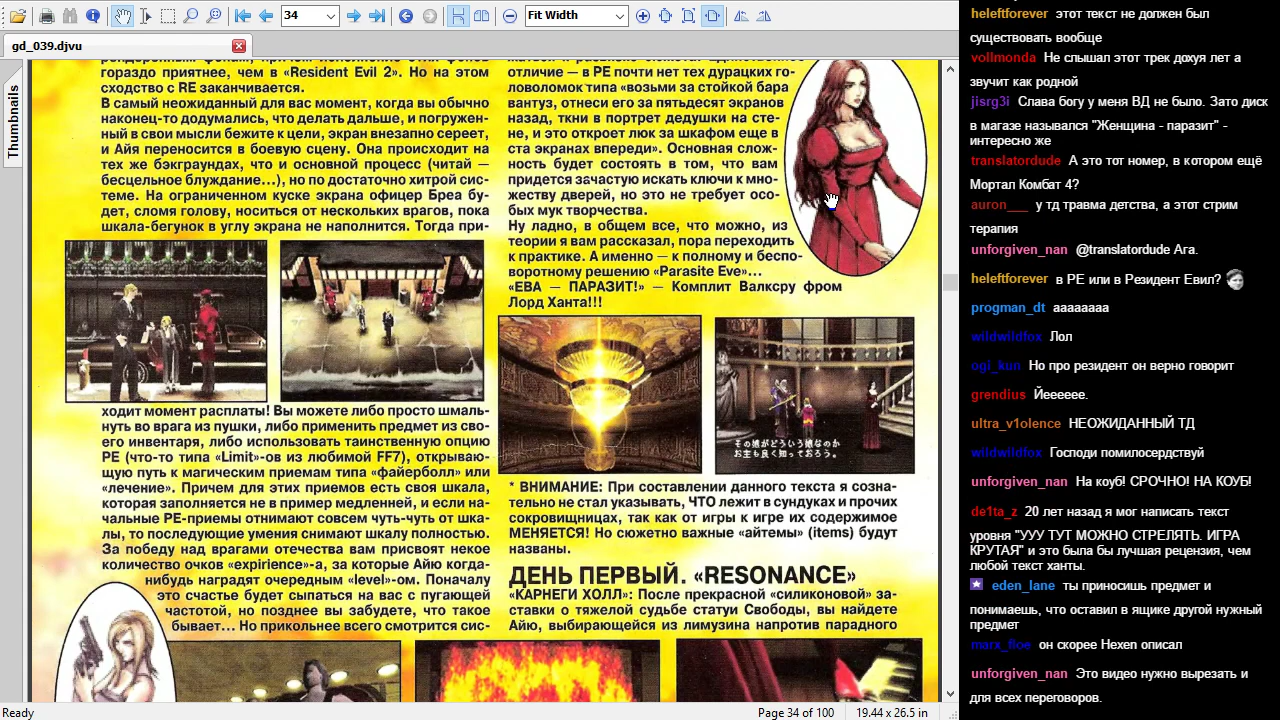 34
Fit Width
gd_039.djvu
Thumbnails
гораздо приятнее, чем в «Resident Evil 2». Но на этом
сходство с RE заканчивается.
В самый неожиданный для вас момент, когда вы обычно
наконец-то додумались, что делать дальше, и погружен-
ный в свои мысли бежите к цели, экран внезапно сереет,
и Айя переносится в боевую сцену. Она происходит на
тех же бэкграундах, что и основной процесс (читай —
бесцельное блуждание...), но по достаточно хитрой сис-
теме. На ограниченном куске экрана офицер Бреа бу-
дет, сломя голову, носиться от нескольких врагов, пока
шкала-бегунок в углу экрана не наполнится. Тогда при-
ходит момент расплаты! Вы можете либо просто шмаль-
нуть во врага из пушки, либо применить предмет из сво-
его инвентаря, либо использовать таинственную опцию
PE (что-то типа «Limit»-ов из любимой FF7), открываю-
щую путь к магическим приемам типа «файерболл» или
«лечение». Причем для этих приемов есть своя шкала,
которая заполняется не в пример медленней, и если на-
чальные PE-приемы отнимают совсем чуть-чуть от шка-
лы, то последующие умения снимают шкалу полностью.
За победу над врагами отечества вам присвоят некое
количество очков «expirience»-а, за которые Айю когда-
нибудь наградят очередным «level»-ом. Поначалу
это счастье будет сыпаться на вас с пугающей
частотой, но позднее вы забудете, что такое
бывает... Но прикольнее всего смотрится сис-
отличие — в PE почти нет тех дурацких го-
ловоломок типа «возьми за стойкой бара
вантуз, отнеси его за пятьдесят экранов
назад, ткни в портрет дедушки на сте-
не, и это откроет люк за шкафом еще в
ста экранах впереди». Основная слож-
ность будет состоять в том, что вам
придется зачастую искать ключи к мно-
жеству дверей, но это не требует осо-
бых мук творчества.
Ну ладно, в общем все, что можно, из
теории я вам рассказал, пора переходить
к практике. А именно — к полному и беспо-
воротному решению «Parasite Eve»...
«ЕВА — ПАРАЗИТ!» — Комплит Валксру фром
Лорд Ханта!!!
その娘がどういう娘なのか
お主も良く知っておろう。
* ВНИМАНИЕ: При составлении данного текста я созна-
тельно не стал указывать, ЧТО лежит в сундуках и прочих
сокровищницах, так как от игры к игре их содержимое
МЕНЯЕТСЯ! Но сюжетно важные «айтемы» (items) будут
названы.
ДЕНЬ ПЕРВЫЙ. «RESONANCE»
«КАРНЕГИ ХОЛЛ»: После прекрасной «силиконовой» за-
ставки о тяжелой судьбе статуи Свободы, вы найдете
Айю, выбирающейся из лимузина напротив парадного
Ready
Page 34 of 100
19.44 x 26.5 in
heleftforever этот текст не должен был
существовать вообще
vollmonda Не слышал этот трек дохуя лет а
звучит как родной
jisrg3i Слава богу у меня ВД не было. Зато диск
в магазе назывался "Женщина - паразит" -
интересно же
translatordude А это тот номер, в котором ещё
Мортал Комбат 4?
auron___ у тд травма детства, а этот стрим
терапия
unforgiven_nan @translatordude Ага.
heleftforever в РЕ или в Резидент Евил?
progman_dt аааааааа
wildwildfox Лол
ogi_kun Но про резидент он верно говорит
grendius Йееееее.
ultra_v1olence НЕОЖИДАННЫЙ ТД
wildwildfox Господи помилосердствуй
unforgiven_nan На коуб! СРОЧНО! НА КОУБ!
de1ta_z 20 лет назад я мог написать текст
уровня "УУУ ТУТ МОЖНО СТРЕЛЯТЬ. ИГРА
КРУТАЯ" и это была бы лучшая рецензия, чем
любой текст ханты.
eden_lane ты приносишь предмет и
понимаешь, что оставил в ящике другой нужный
предмет
marx_floe он скорее Hexen описал
unforgiven_nan Это видео нужно вырезать и
для всех переговоров.